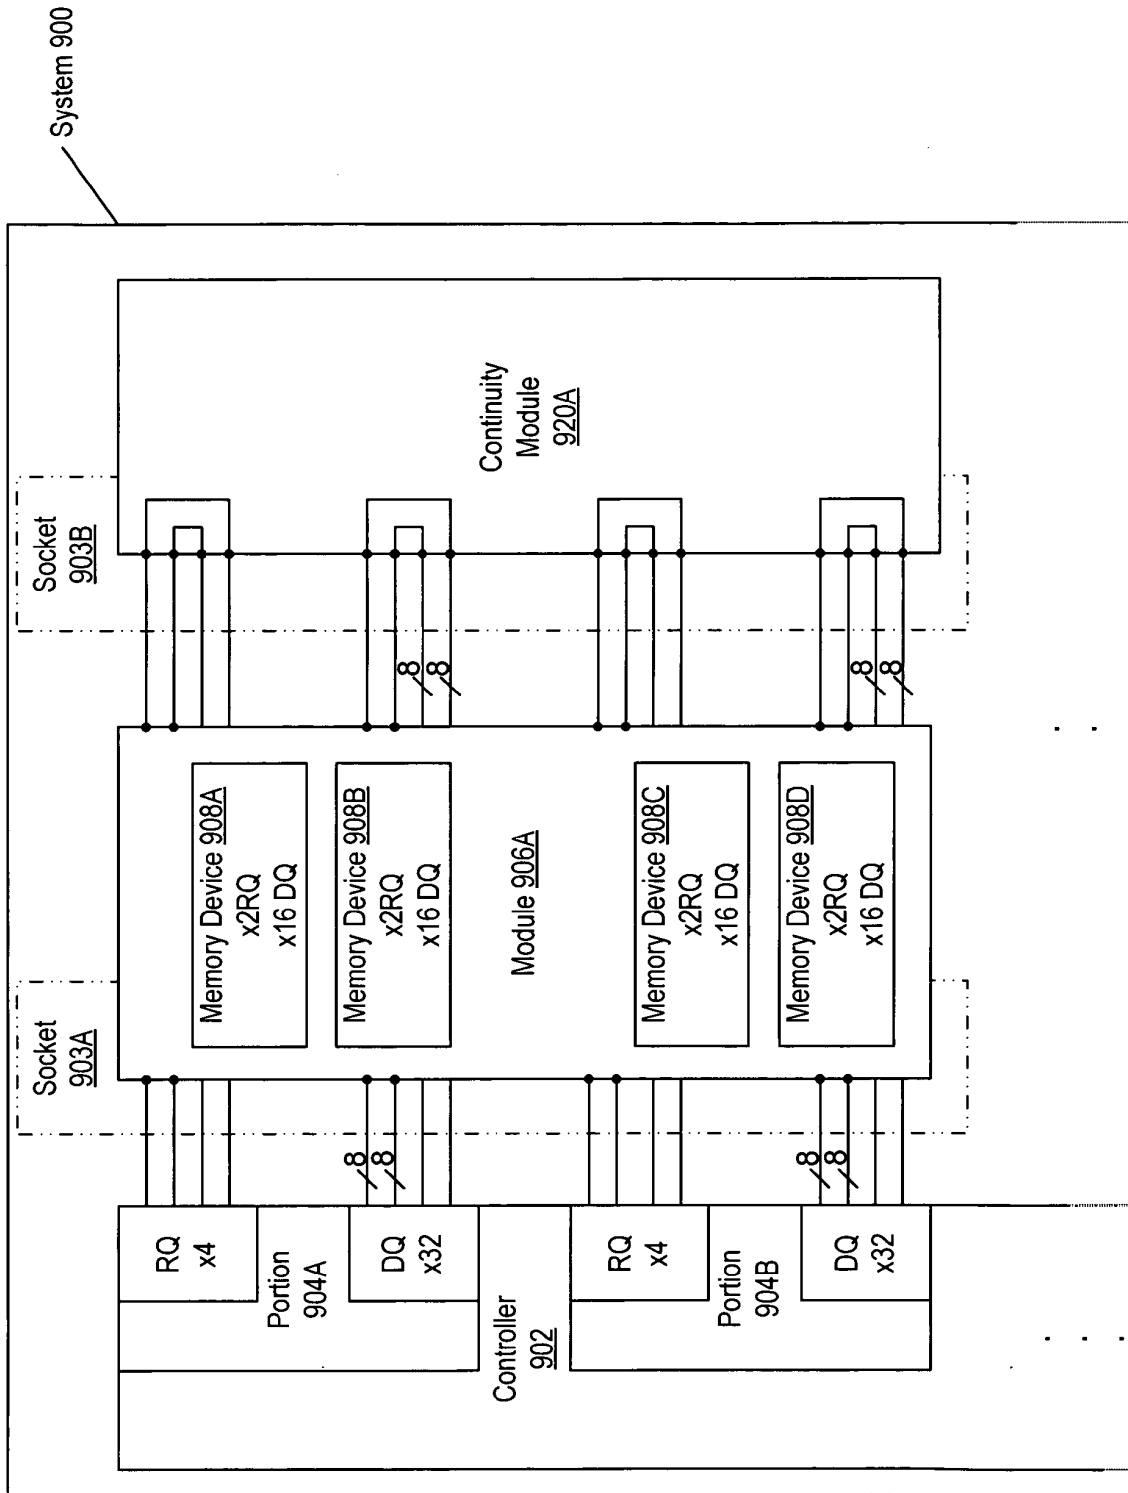 System 900
Socket
903A
Socket
903B
RQ
x4
Portion
904A
DQ
x32
Controller
902
RQ
x4
Portion
904B
DQ
x32
8
8
8
8
Memory Device 908A
x2RQ
x16 DQ
Memory Device 908B
x2RQ
x16 DQ
Module 906A
Memory Device 908C
x2RQ
x16 DQ
Memory Device 908D
x2RQ
x16 DQ
8
8
8
8
Continuity
Module
920A